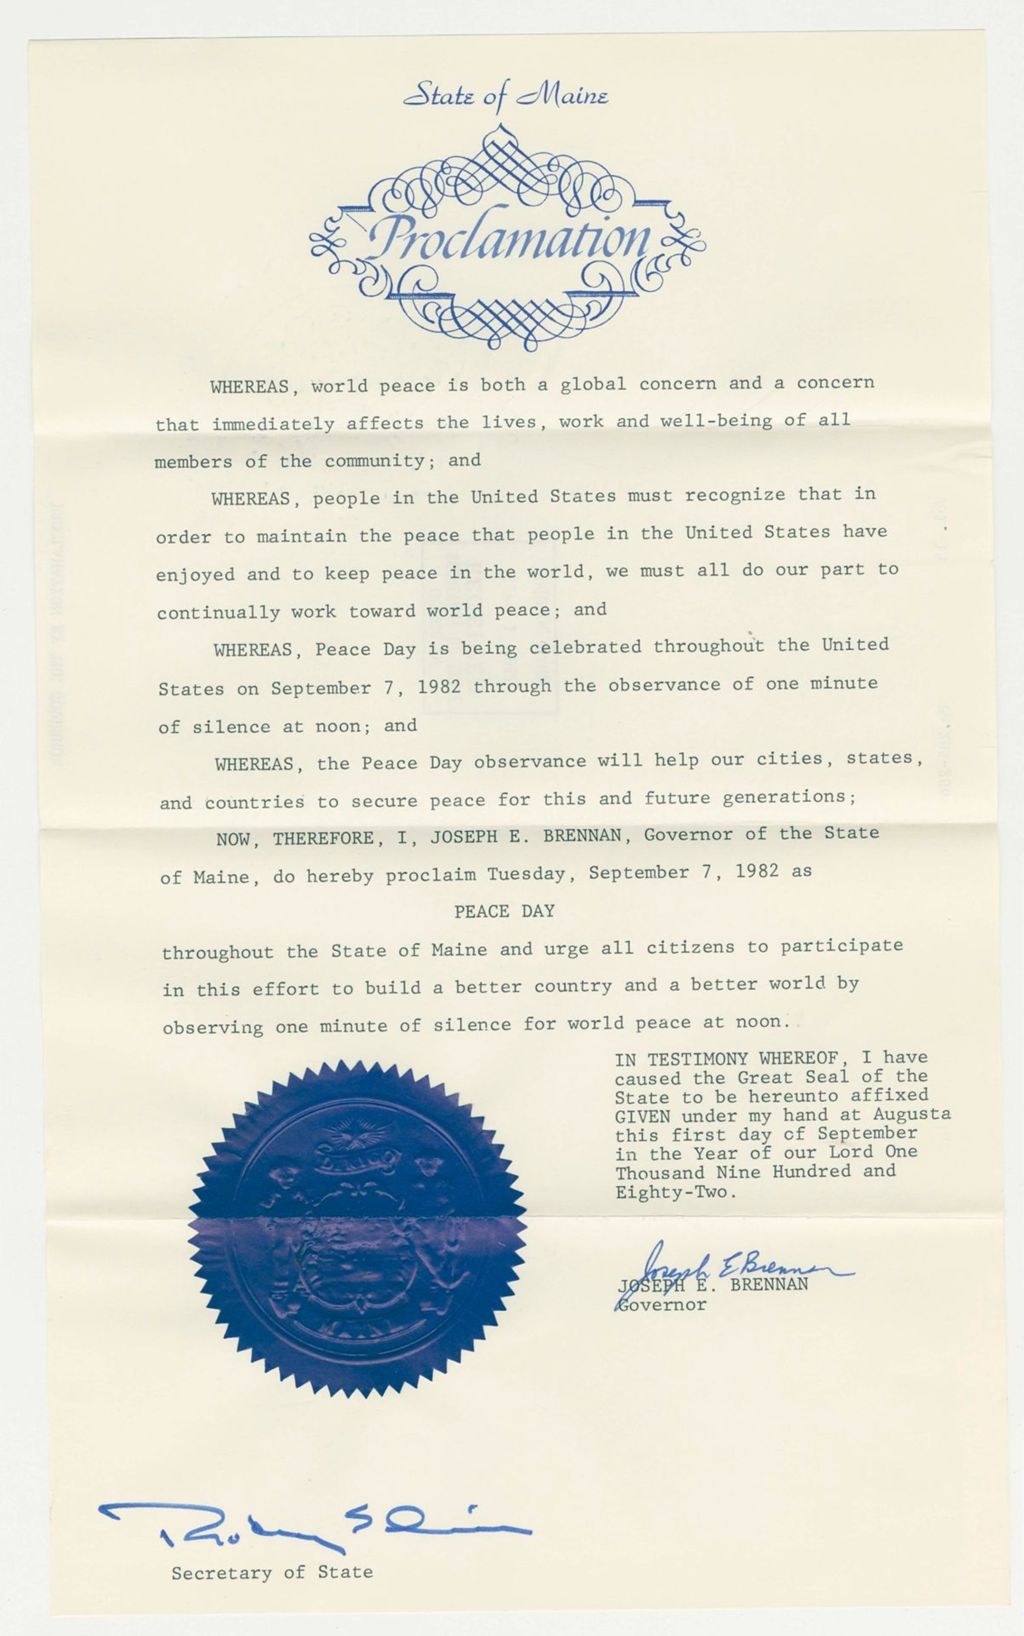 State of Maine
Proclamation
WHEREAS, world peace is both a global concern and a concern
that immediately affects the lives, work and well-being of all
members of the community; and
WHEREAS, people in the United States must recognize that in
order to maintain the peace that people in the United States have
enjoyed and to keep peace in the world, we must all do our part to
continually work toward world peace; and
WHEREAS, Peace Day is being celebrated throughout the United
States on September 7, 1982 through the observance of one minute
of silence at noon; and
WHEREAS, the Peace Day observance will help our cities, states,
and countries to secure peace for this and future generations;
NOW, THEREFORE, I, JOSEPH E. BRENNAN, Governor of the State
of Maine, do hereby proclaim Tuesday, September 7, 1982 as
PEACE DAY
throughout the State of Maine and urge all citizens to participate
in this effort to build a better country and a better world by
observing one minute of silence for world peace at noon.
IN TESTIMONY WHEREOF, I have
caused the Great Seal of the
State to be hereunto affixed
GIVEN under my hand at Augusta
this first day of September
in the Year of our Lord One
Thousand Nine Hundred and
Eighty-Two.
Joseph E Brennan
JOSEPH E. BRENNAN
Governor
Secretary of State